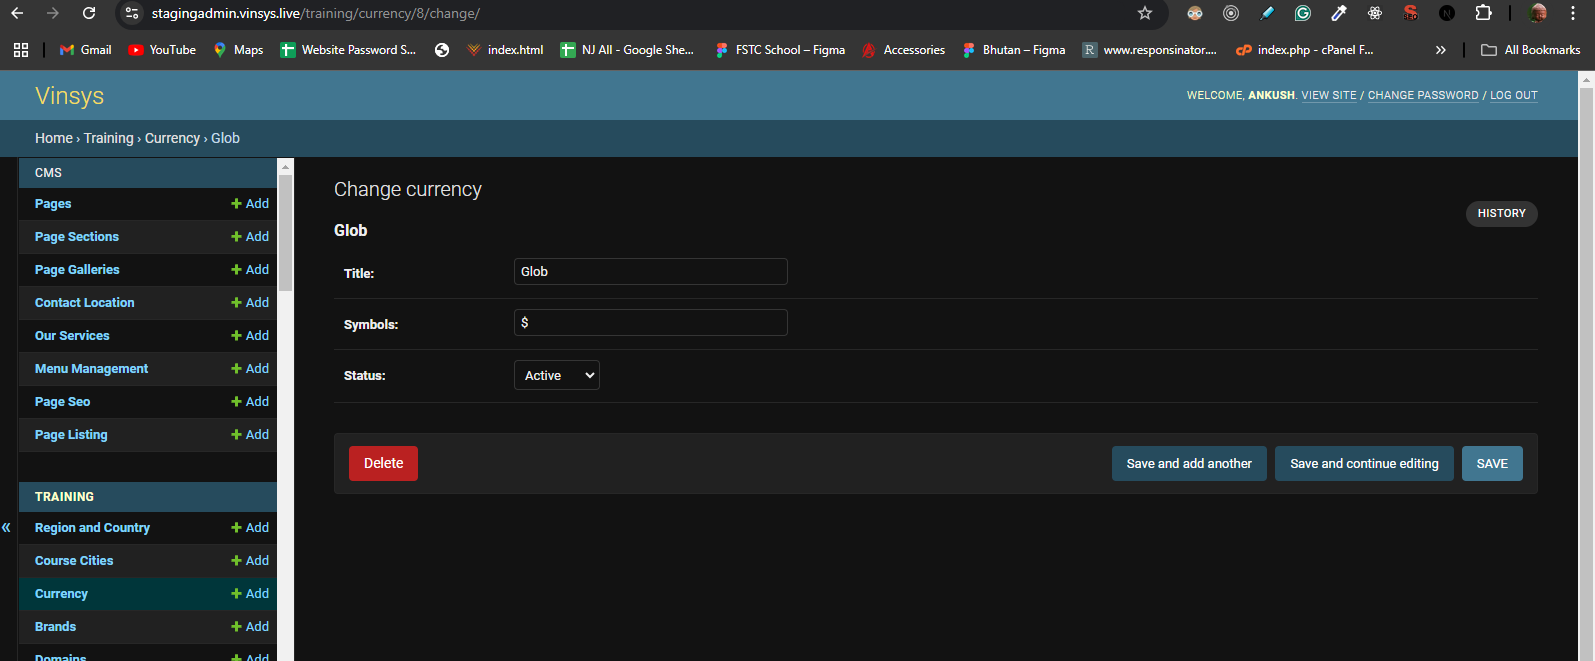 stagingadmin.vinsys.live/training/currency/8/change/
Gmail YouTube Maps Website Password S... index.html NJ All - Google She... FSTC School – Figma Accessories Bhutan – Figma R www.responsinator.... cP index.php - cPanel F... » All Bookmarks
Vinsys
WELCOME, ANKUSH. VIEW SITE / CHANGE PASSWORD / LOG OUT
Home › Training › Currency › Glob
CMS
Pages + Add
Page Sections + Add
Page Galleries + Add
Contact Location + Add
Our Services + Add
Menu Management + Add
Page Seo + Add
Page Listing + Add
TRAINING
Region and Country + Add
«
Course Cities + Add
Currency + Add
Brands + Add
Domains + Add
Change currency
HISTORY
Glob
Title: Glob
Symbols: $
Status: Active
Delete Save and add another Save and continue editing SAVE